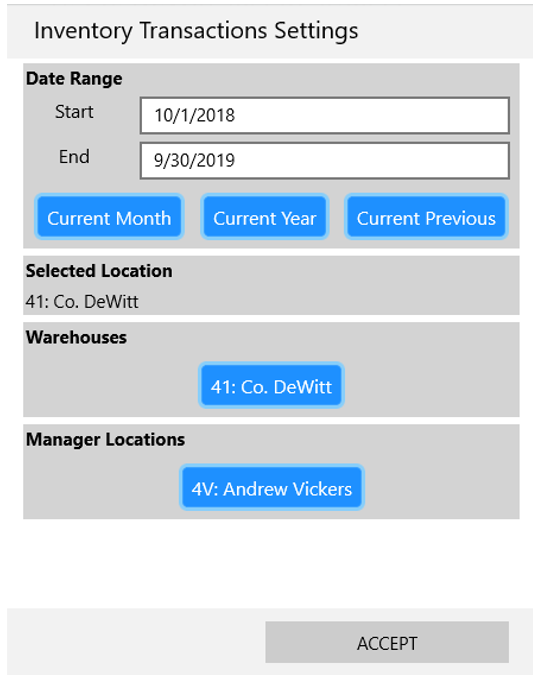 Inventory Transactions Settings
Date Range
Start 10/1/2018
End 9/30/2019
Current Month Current Year Current Previous
Selected Location
41: Co. DeWitt
Warehouses
41: Co. DeWitt
Manager Locations
4V: Andrew Vickers
ACCEPT